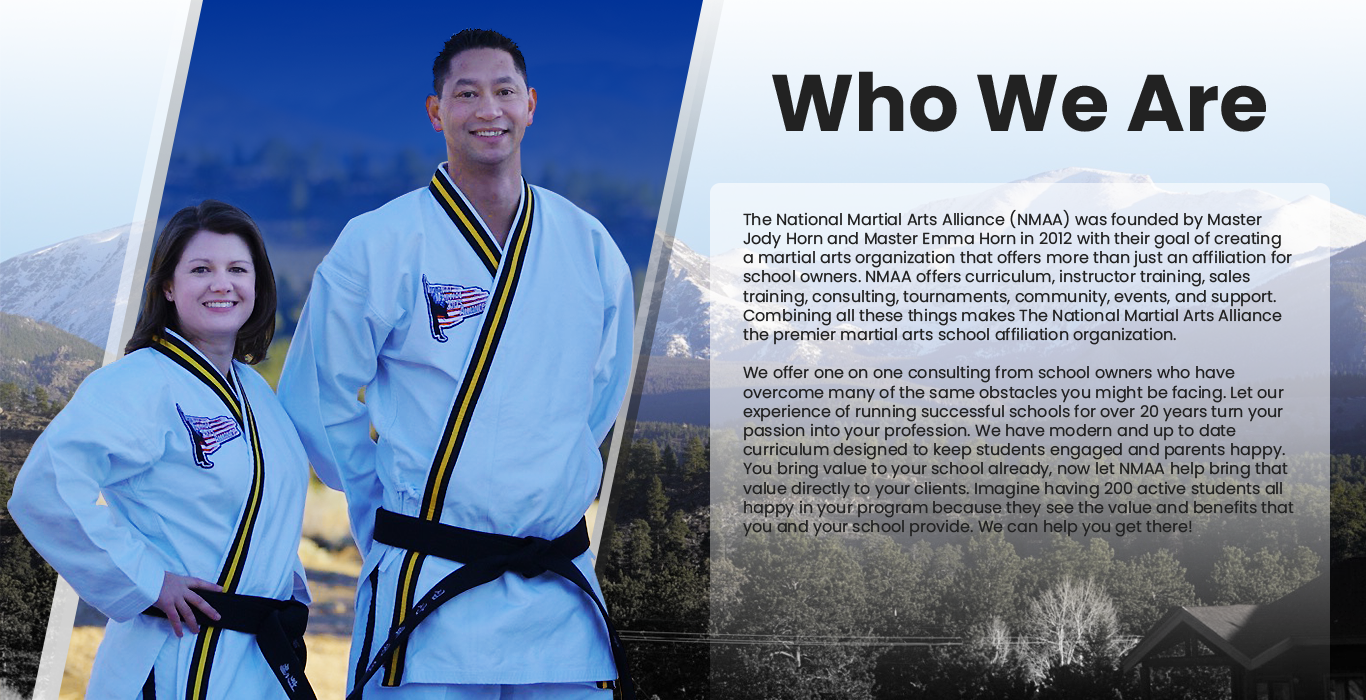 Who We Are
The National Martial Arts Alliance (NMAA) was founded by Master
Jody Horn and Master Emma Horn in 2012 with their goal of creating
a martial arts organization that offers more than just an affiliation for
school owners. NMAA offers curriculum, instructor training, sales
training, consulting, tournaments, community, events, and support.
Combining all these things makes The National Martial Arts Alliance
the premier martial arts school affiliation organization.
We offer one on one consulting from school owners who have
overcome many of the same obstacles you might be facing. Let our
experience of running successful schools for over 20 years turn your
passion into your profession. We have modern and up to date
curriculum designed to keep students engaged and parents happy.
You bring value to your school already, now let NMAA help bring that
value directly to your clients. Imagine having 200 active students all
happy in your program because they see the value and benefits that
you and your school provide. We can help you get there!